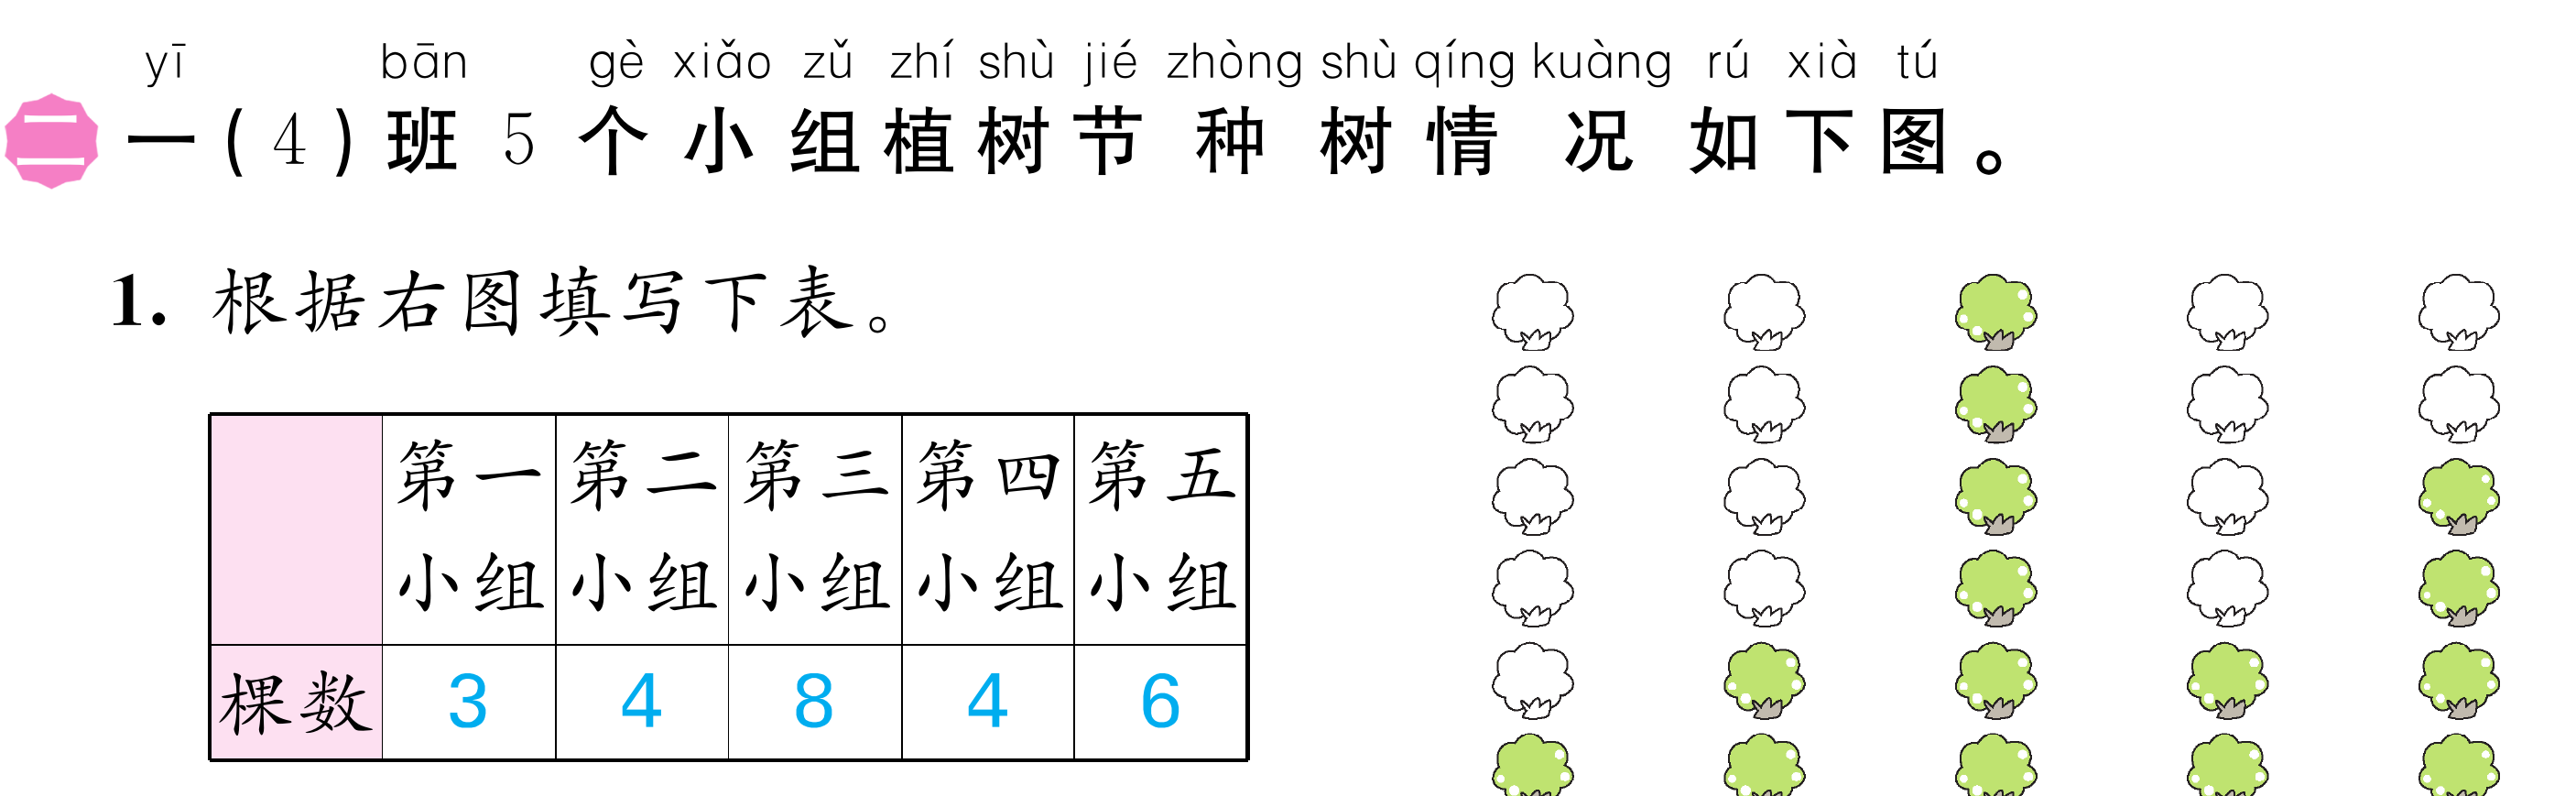 yī bān gè xiǎo zǔ zhí shù jié zhòng shù qíng kuàng rú xià tú
二 一(4)班 5 个小组植树节种树情况如下图。
1. 根据右图填写下表。
第一小组 第二小组 第三小组 第四小组 第五小组
棵数 3 4 8 4 6